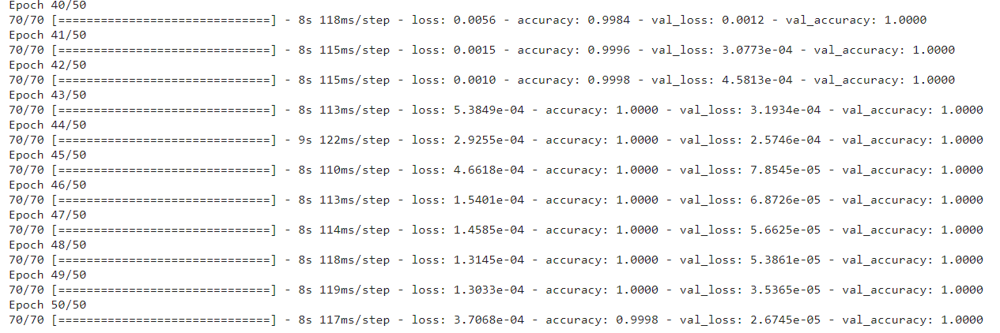 Epoch 40/50
70/70 [==============================] - 8s 118ms/step - loss: 0.0056 - accuracy: 0.9984 - val_loss: 0.0012 - val_accuracy: 1.0000
Epoch 41/50
70/70 [==============================] - 8s 115ms/step - loss: 0.0015 - accuracy: 0.9996 - val_loss: 3.0773e-04 - val_accuracy: 1.0000
Epoch 42/50
70/70 [==============================] - 8s 115ms/step - loss: 0.0010 - accuracy: 0.9998 - val_loss: 4.5813e-04 - val_accuracy: 1.0000
Epoch 43/50
70/70 [==============================] - 8s 113ms/step - loss: 5.3849e-04 - accuracy: 1.0000 - val_loss: 3.1934e-04 - val_accuracy: 1.0000
Epoch 44/50
70/70 [==============================] - 9s 122ms/step - loss: 2.9255e-04 - accuracy: 1.0000 - val_loss: 2.5746e-04 - val_accuracy: 1.0000
Epoch 45/50
70/70 [==============================] - 8s 110ms/step - loss: 4.6618e-04 - accuracy: 1.0000 - val_loss: 7.8545e-05 - val_accuracy: 1.0000
Epoch 46/50
70/70 [==============================] - 8s 113ms/step - loss: 1.5401e-04 - accuracy: 1.0000 - val_loss: 6.8726e-05 - val_accuracy: 1.0000
Epoch 47/50
70/70 [==============================] - 8s 114ms/step - loss: 1.4585e-04 - accuracy: 1.0000 - val_loss: 5.6625e-05 - val_accuracy: 1.0000
Epoch 48/50
70/70 [==============================] - 8s 118ms/step - loss: 1.3145e-04 - accuracy: 1.0000 - val_loss: 5.3861e-05 - val_accuracy: 1.0000
Epoch 49/50
70/70 [==============================] - 8s 119ms/step - loss: 1.3033e-04 - accuracy: 1.0000 - val_loss: 3.5365e-05 - val_accuracy: 1.0000
Epoch 50/50
70/70 [==============================] - 8s 117ms/step - loss: 3.7068e-04 - accuracy: 0.9998 - val_loss: 2.6745e-05 - val_accuracy: 1.0000